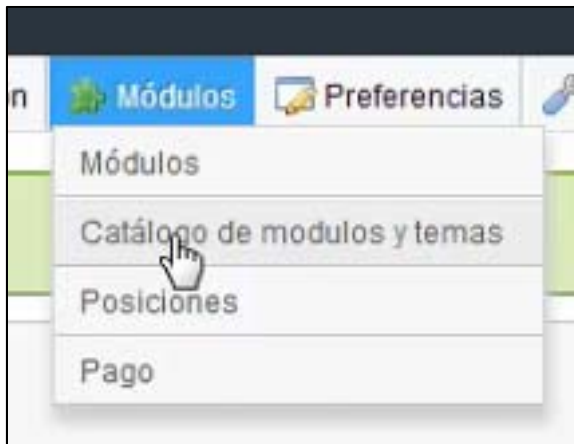 n Módulos Preferencias
Módulos
Catálogo de modulos y temas
Posiciones
Pago